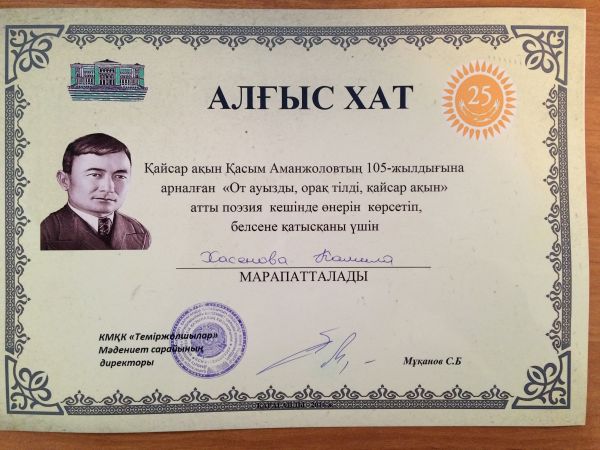 АЛҒЫС ХАТ
25
Қайсар ақын Қасым Аманжоловтың 105-жылдығына
арналған «От ауызды, орақ тілді, қайсар ақын»
атты поэзия кешінде өнерін көрсетіп,
белсене қатысқаны үшін
Хасенова Камила
МАРАПАТТАЛАДЫ
КМҚК «Теміржолшылар»
Мәдениет сарайының
директоры
Мұқанов С.Б